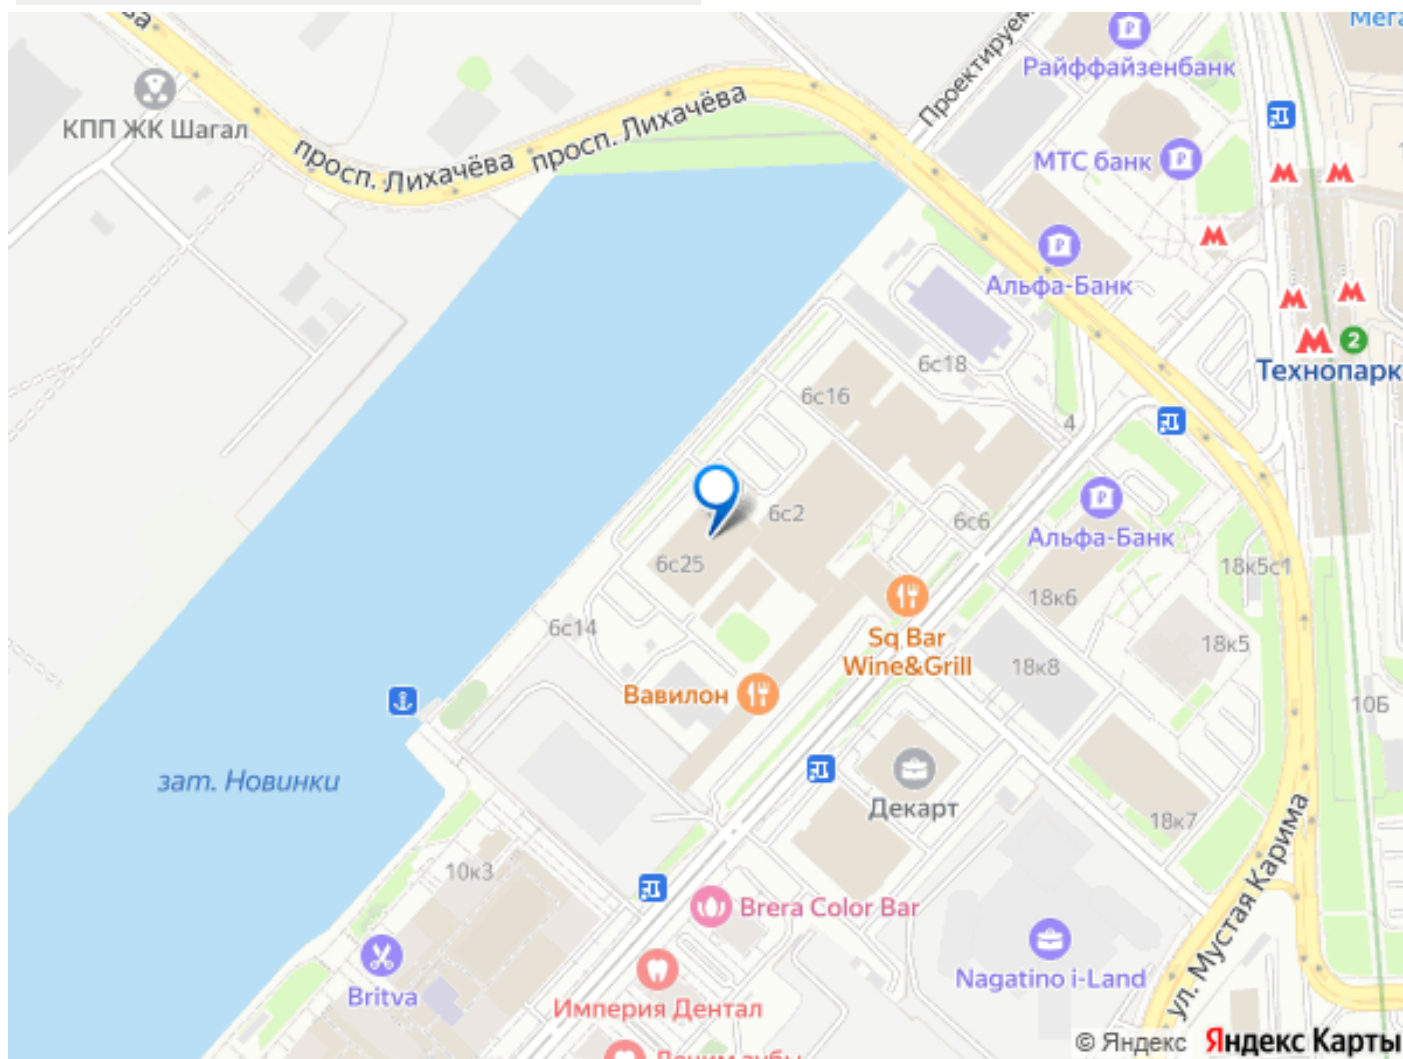 Мега
Райффайзенбанк
КПП ЖК Шагал
просп. Лихачёва
просп. Лихачёва
МТС банк
Альфа-Банк
2
Технопарк
6с18
6с16
4
6с2
6с6
Альфа-Банк
6с25
18к5с1
18к6
6с14
Sq Bar
Wine&Grill
18к5
18к8
Вавилон
10Б
зат. Новинки
Декарт
18к7
10к3
ул. Мустая Карима
Brera Color Bar
Nagatino i-Land
Britva
Империя Дентал
© Яндекс Яндекс Карты